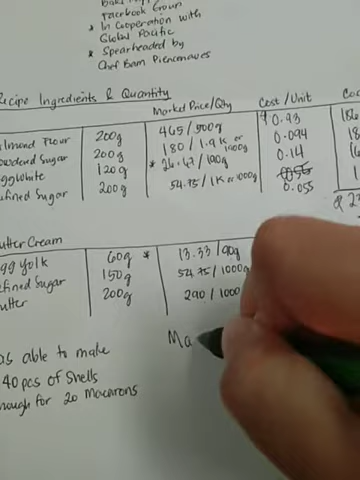 Facebook Group
* In Cooperation with
Global Pacific
* Spearheaded by
Chef Bam Piencenaves
Recipe Ingredients & Quantity
Market Price/Qty Cost/Unit
Almond Flour 200g 465/500g 0.93
Powdered Sugar 200g 180/1.9K or 1900g 0.094
Eggwhite 120g * 26.67/190g 0.14
Refined Sugar 200g 54.75/1K or 1000g 0.055
Butter Cream
Egg Yolk 60g * 13.33/90g
Refined Sugar 150g 54.75/1000g
Butter 200g 290/1000
Ma
as able to make
40 pcs of Shells
nough for 20 Macarons